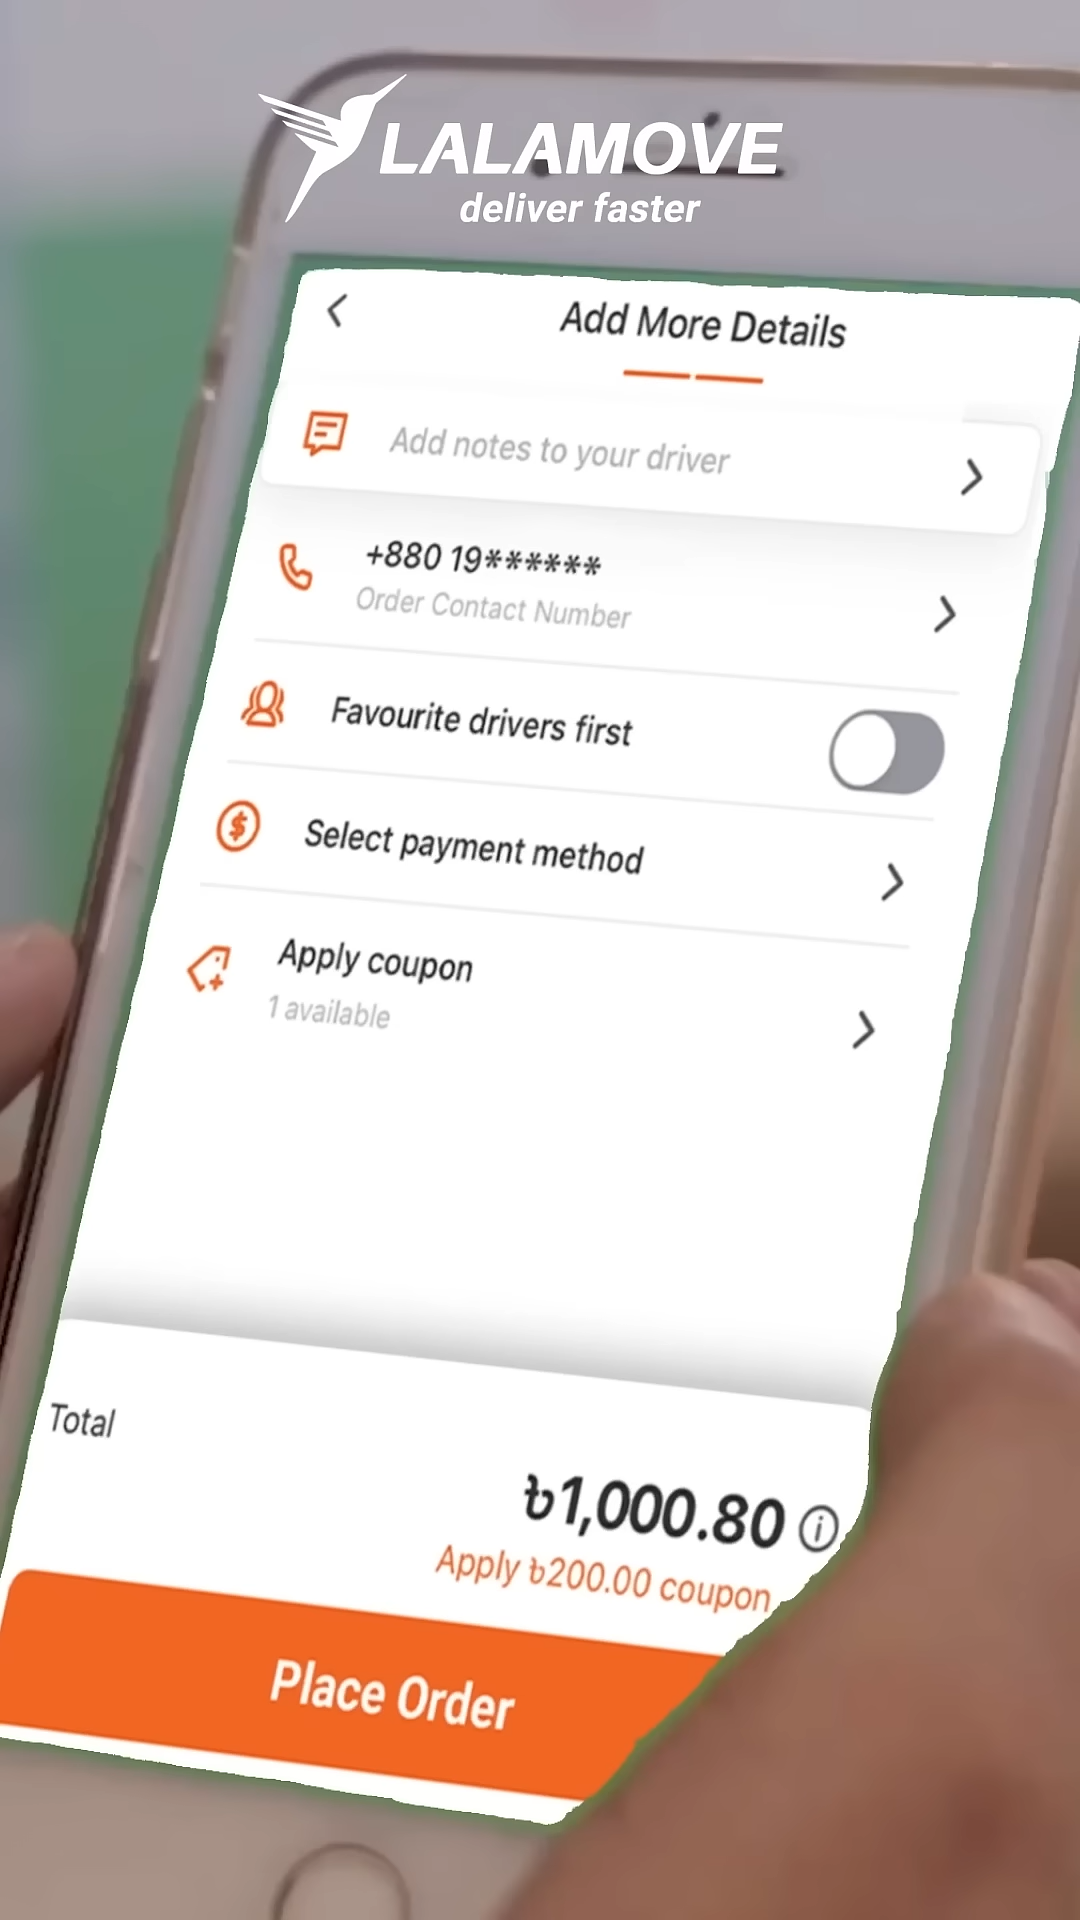 LALAMOVE
deliver faster
Add More Details
Add notes to your driver
+880 19******
Order Contact Number
Favourite drivers first
Select payment method
Apply coupon
1 available
Total
৳1,000.80
Apply ৳200.00 coupon
Place Order